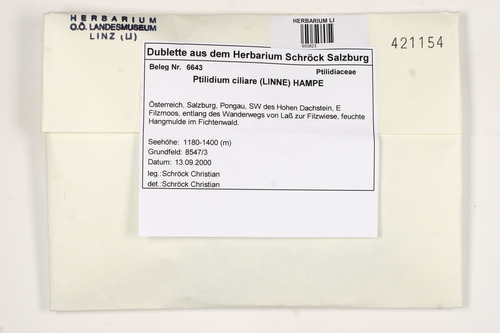 HERBARIUM
O.Ö. LANDESMUSEUM
LINZ (LI)
HERBARIUM LI
421154
Dublette aus dem Herbarium Schröck Salzburg
Beleg Nr. 6643 Ptilidiaceae
Ptilidium ciliare (LINNE) HAMPE
Österreich, Salzburg, Pongau, SW des Hohen Dachstein, E
Filzmoos, entlang des Wanderwegs von Laß zur Filzwiese, feuchte
Hangmulde im Fichtenwald.
Seehöhe: 1180-1400 (m)
Grundfeld: 8547/3
Datum: 13.09.2000
leg.:Schröck Christian
det.:Schröck Christian